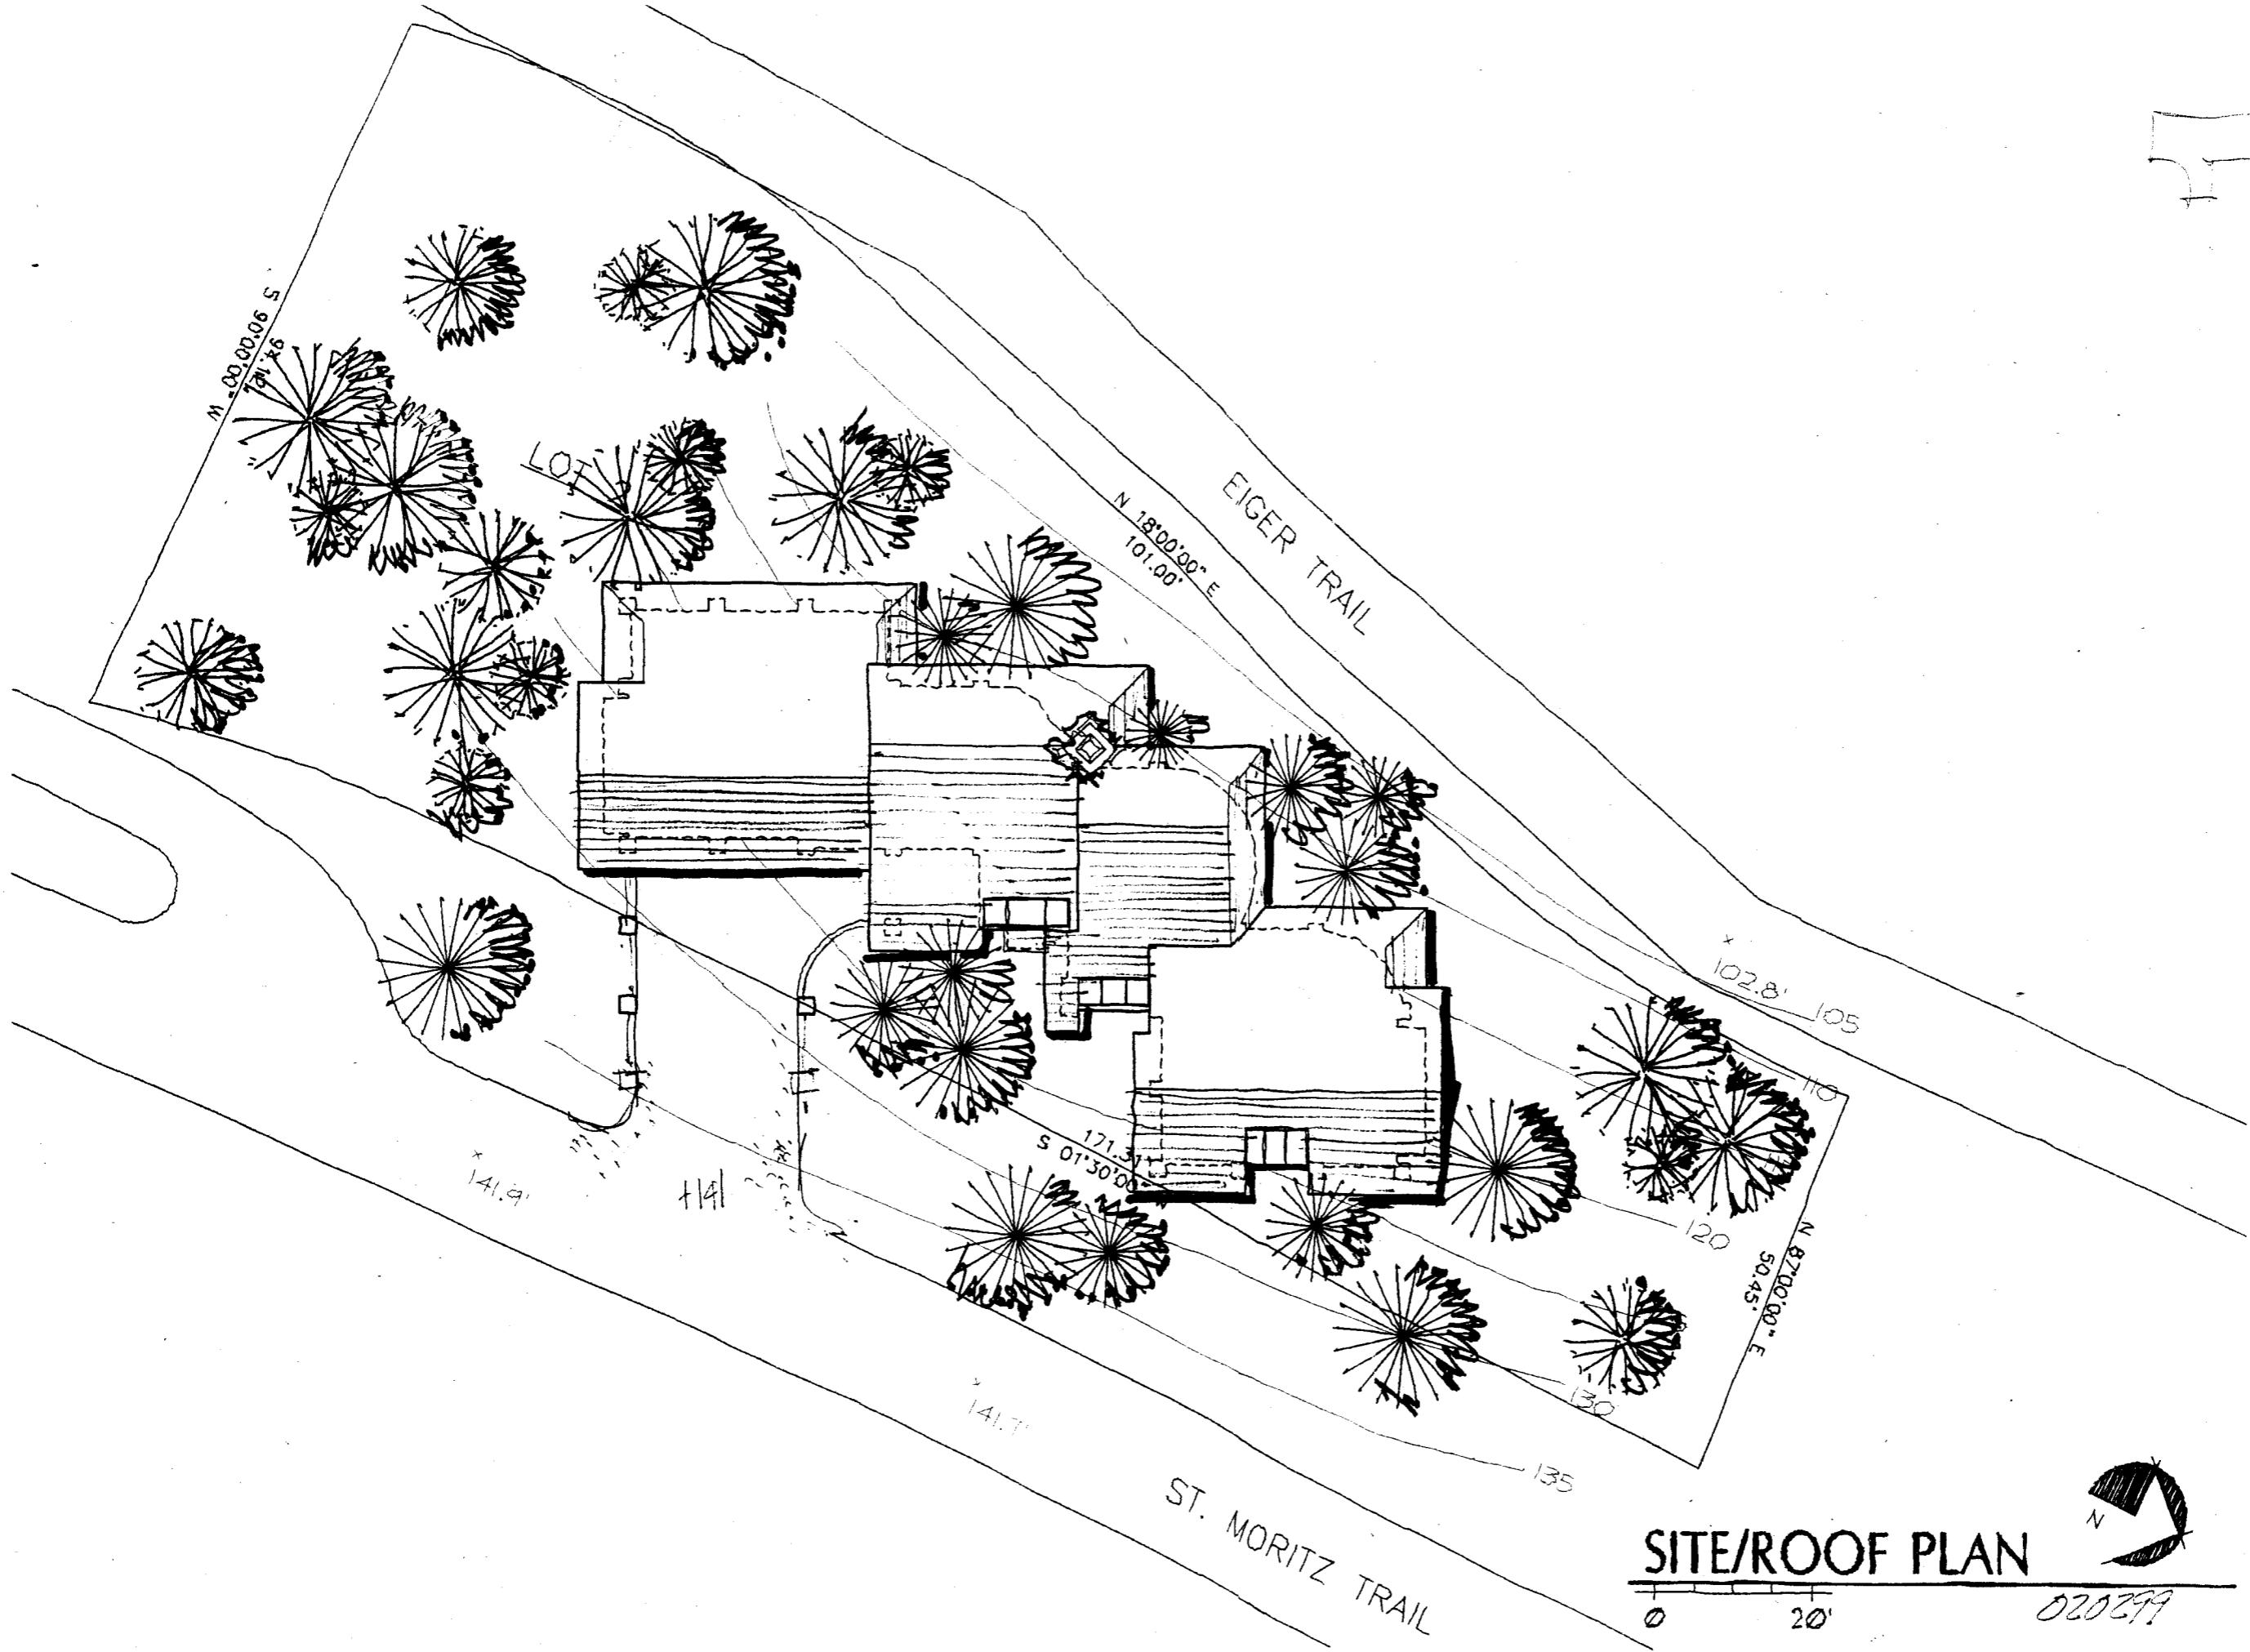 S 90°00'00" W
LOT
N 18°00'00" E
101.00'
EIGER TRAIL
102.8'
105
110
171.31
S 01°30'00"
141.9'
+141
120
N 87°00'00" E
50.45'
130
141.7'
135
ST. MORITZ TRAIL
N
SITE/ROOF PLAN
0 20'
020299